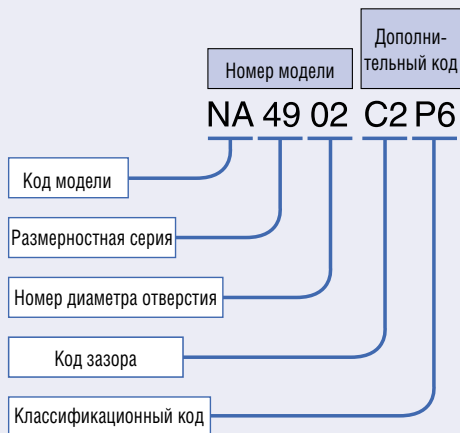 Номер модели
Дополни-
тельный код
NA 49 02 C2 P6
Код модели
Размерностная серия
Номер диаметра отверстия
Код зазора
Классификационный код